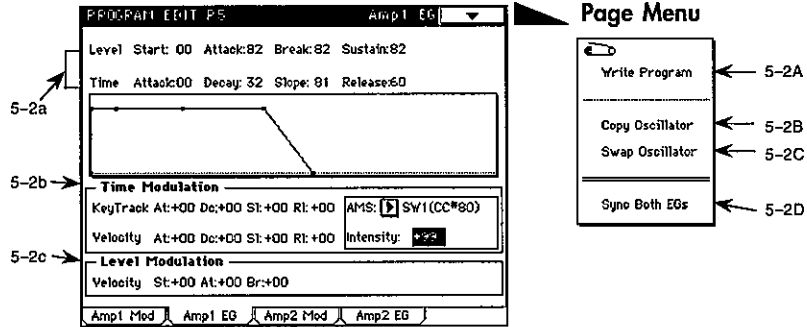 PROGRAM EDIT P5 Amp1 EG
Page Menu
Level Start: 00 Attack:82 Break:82 Sustain:82
Time Attack:00 Decay: 32 Slope: 81 Release:60
5-2a
5-2b
Time Modulation
KeyTrack At:+00 Dc:+00 Sl:+00 Rl:+00 AMS: SW1(CC#80)
Velocity At:+00 Dc:+00 Sl:+00 Rl:+00 Intensity: +99
5-2c
Level Modulation
Velocity St:+00 At:+00 Br:+00
Amp1 Mod Amp1 EG Amp2 Mod Amp2 EG
Write Program 5-2A
Copy Oscillator 5-2B
Swap Oscillator 5-2C
Sync Both EGs 5-2D